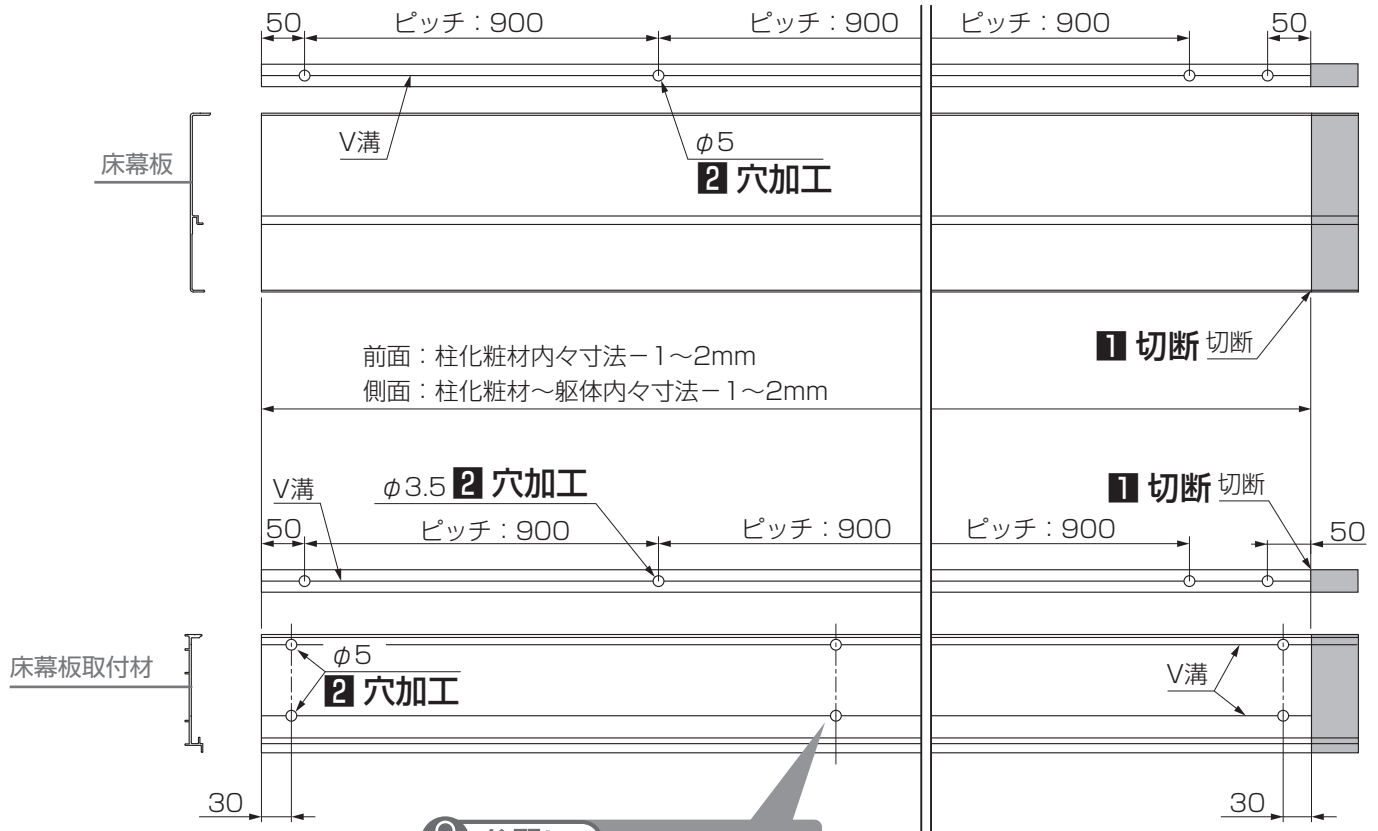 50 ピッチ：900 ピッチ：900 ピッチ：900 50
V溝 φ5
2 穴加工
床幕板
1 切断 切断
前面：柱化粧材内々寸法－1～2mm
側面：柱化粧材～躯体内々寸法－1～2mm
V溝 φ3.5 2 穴加工 1 切断 切断
50 ピッチ：900 ピッチ：900 ピッチ：900 50
床幕板取付材
φ5
2 穴加工
V溝
30 30